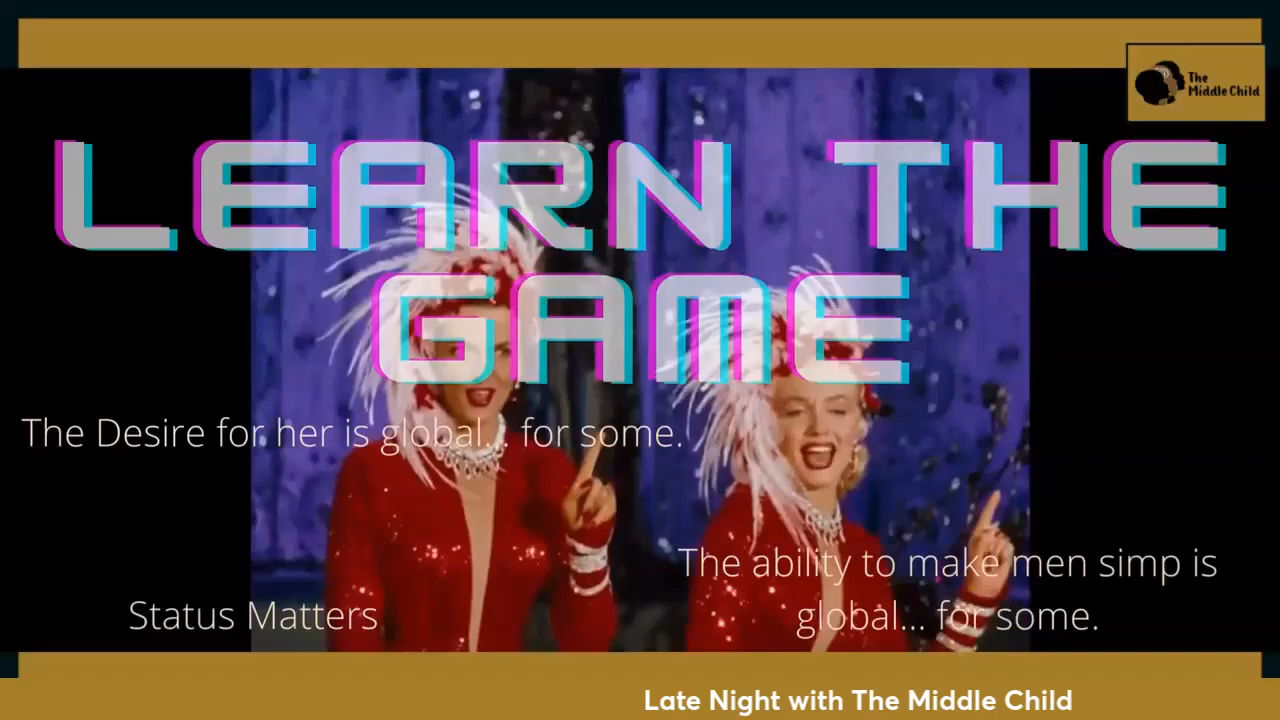 The
Middle Child
LEARN THE
GAME
The Desire for her is global... for some.
The ability to make men simp is
global... for some.
Status Matters
Late Night with The Middle Child